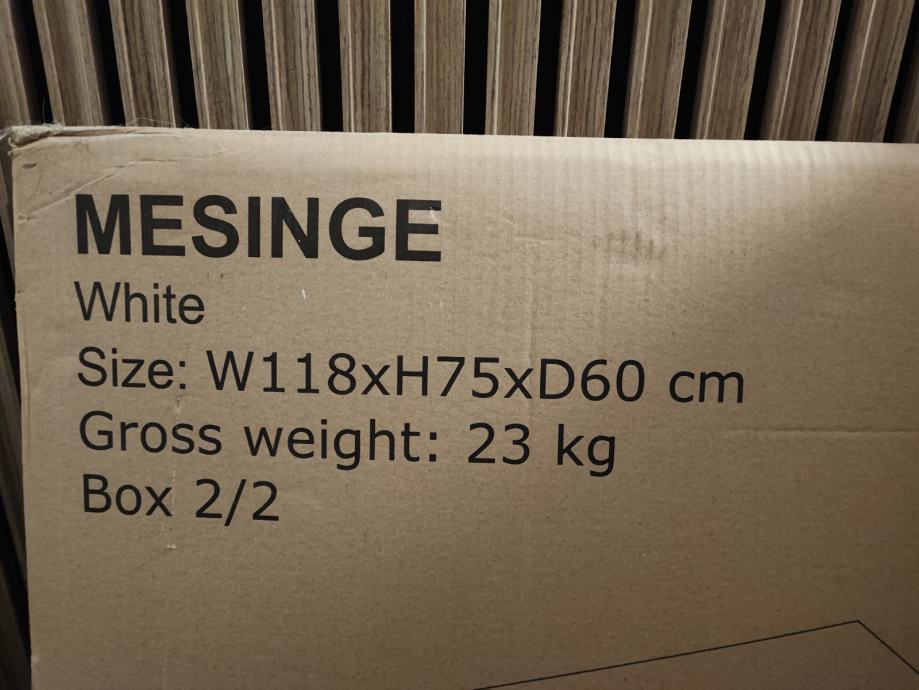 MESINGE
White
Size: W118xH75xD60 cm
Gross weight: 23 kg
Box 2/2